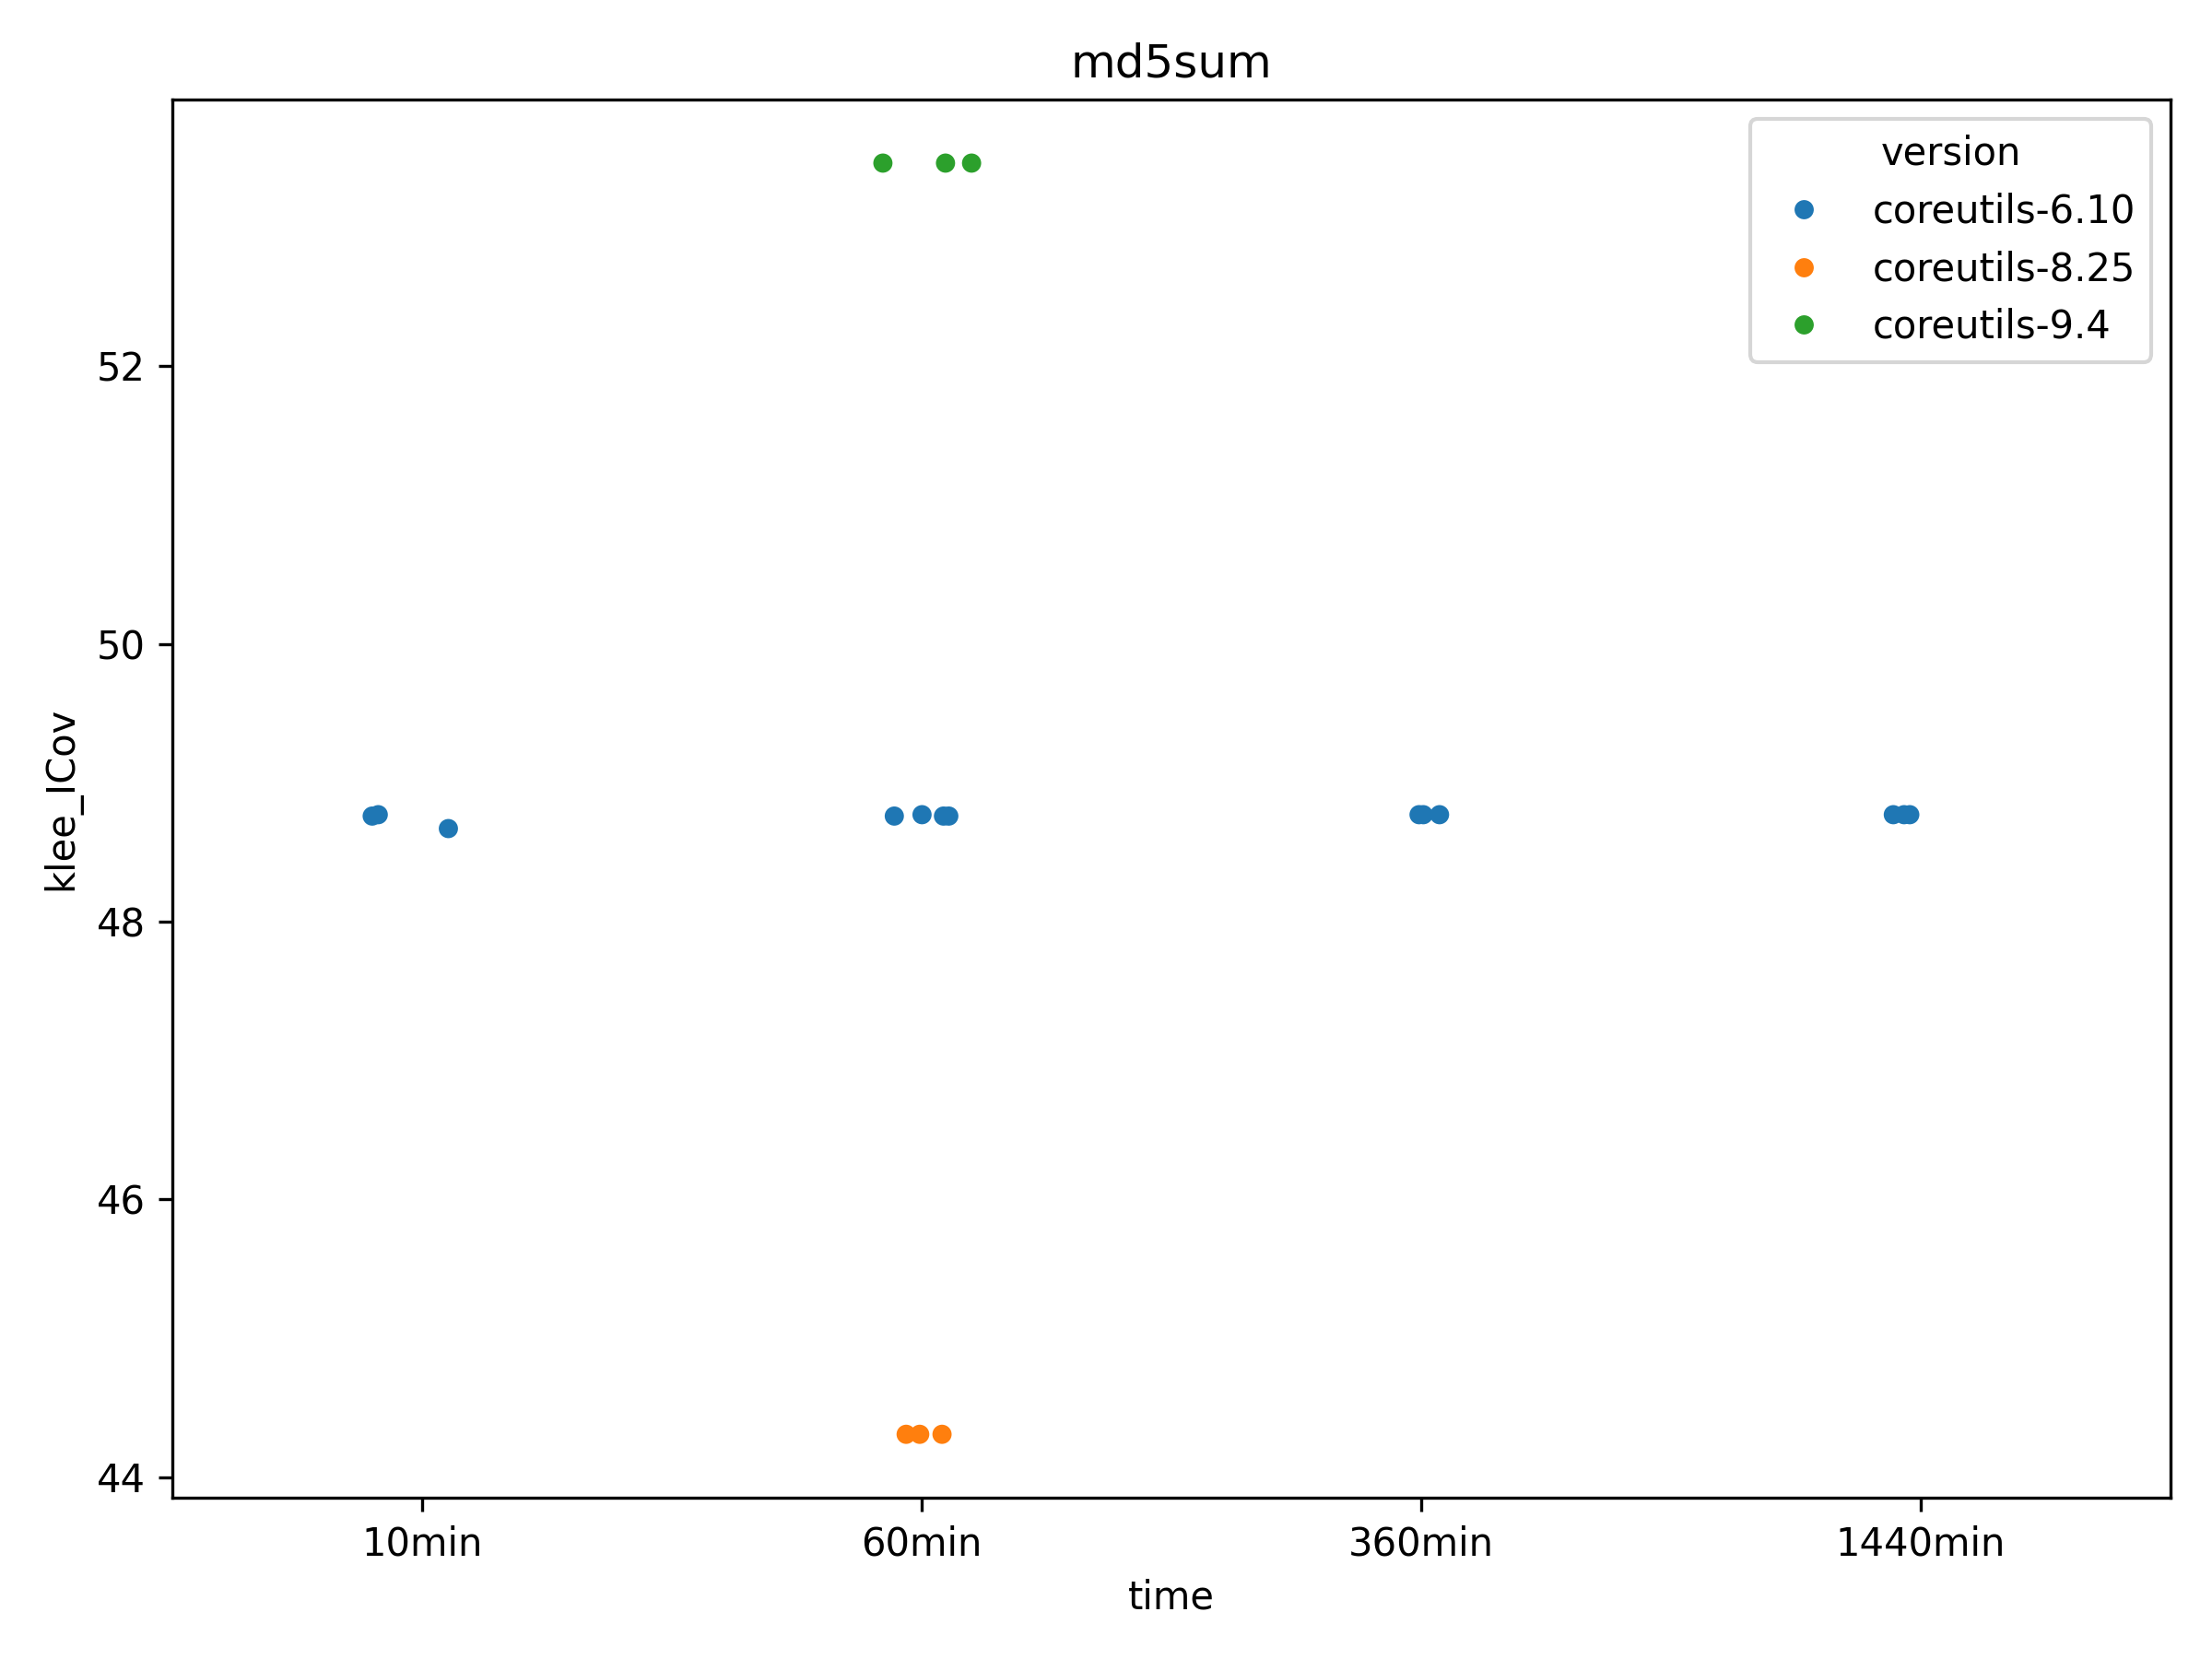 md5sum
version
coreutils-6.10
coreutils-8.25
coreutils-9.4
52
50
48
46
44
klee_ICov
10min 60min 360min 1440min
time